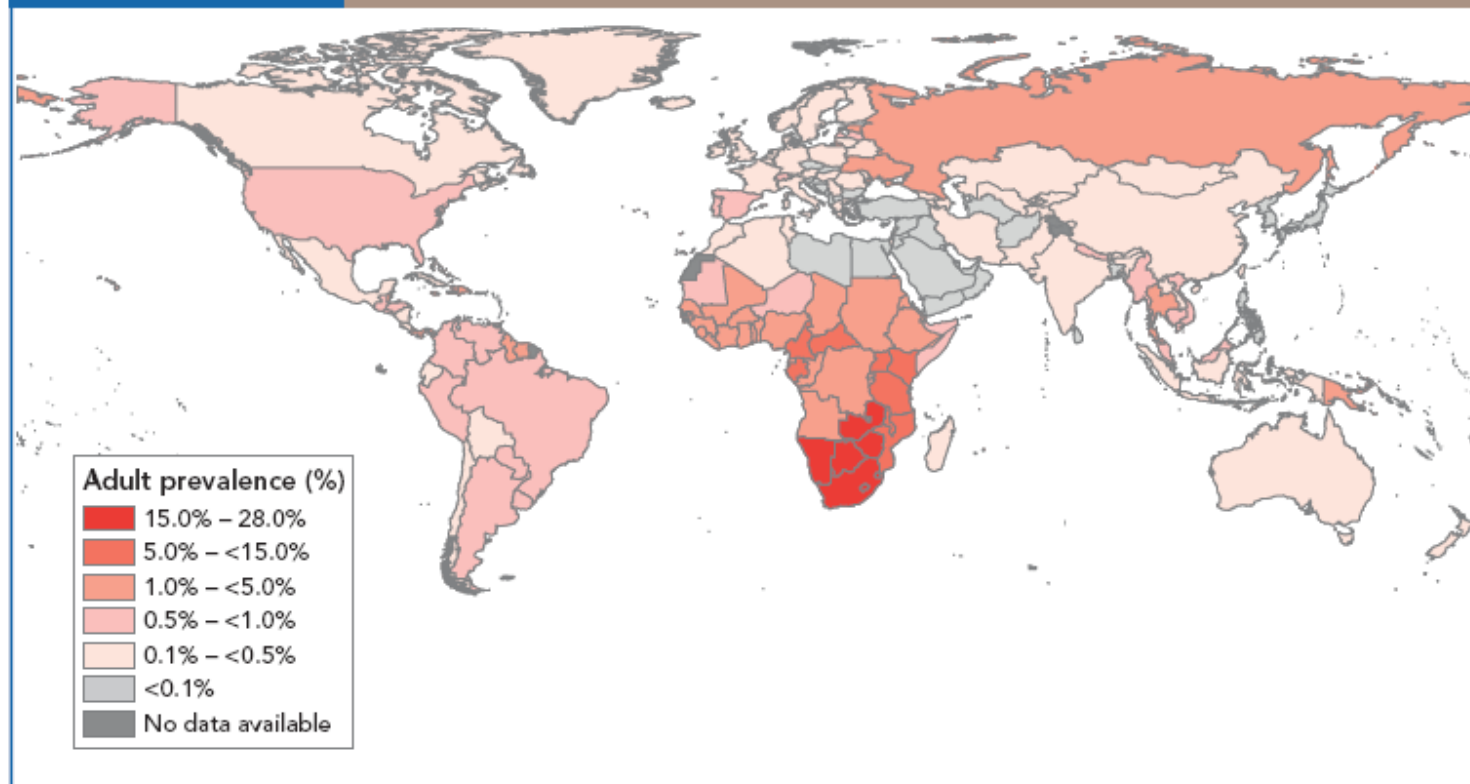 Adult prevalence (%)
15.0% – 28.0%
5.0% – <15.0%
1.0% – <5.0%
0.5% – <1.0%
0.1% – <0.5%
<0.1%
No data available